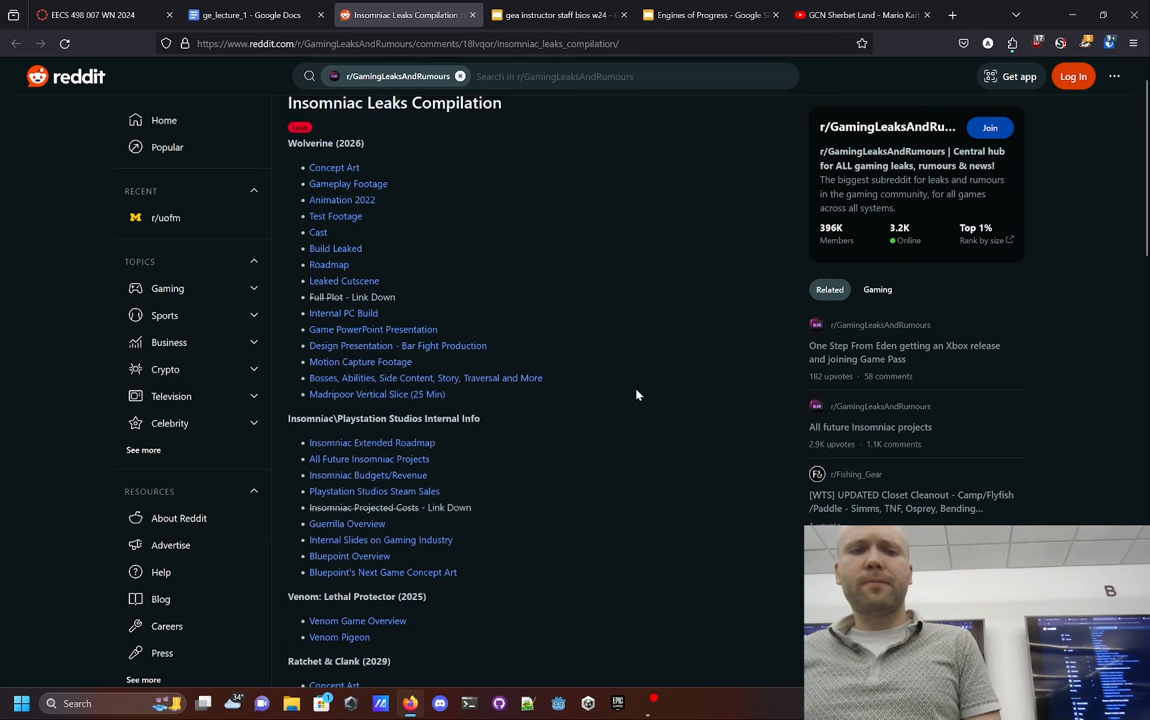 EECS 498 007 WN 2024
ge_lecture_1 - Google Docs
Insomniac Leaks Compilation
gea instructor staff bios w24 - G
Engines of Progress - Google Sl
GCN Sherbet Land - Mario Kart
https://www.reddit.com/r/GamingLeaksAndRumours/comments/18lvqor/insomniac_leaks_compilation/
17
reddit
r/GamingLeaksAndRumours
Search in r/GamingLeaksAndRumours
Get app
Log In
Home
Popular
RECENT
r/uofm
TOPICS
Gaming
Sports
Business
Crypto
Television
Celebrity
See more
RESOURCES
About Reddit
Advertise
Help
Blog
Careers
Press
See more
Insomniac Leaks Compilation
Leak
Wolverine (2026)
Concept Art
Gameplay Footage
Animation 2022
Test Footage
Cast
Build Leaked
Roadmap
Leaked Cutscene
Full Plot - Link Down
Internal PC Build
Game PowerPoint Presentation
Design Presentation - Bar Fight Production
Motion Capture Footage
Bosses, Abilities, Side Content, Story, Traversal and More
Madripoor Vertical Slice (25 Min)
Insomniac\Playstation Studios Internal Info
Insomniac Extended Roadmap
All Future Insomniac Projects
Insomniac Budgets/Revenue
Playstation Studios Steam Sales
Insomniac Projected Costs - Link Down
Guerrilla Overview
Internal Slides on Gaming Industry
Bluepoint Overview
Bluepoint's Next Game Concept Art
Venom: Lethal Protector (2025)
Venom Game Overview
Venom Pigeon
Ratchet & Clank (2029)
Concept Art
r/GamingLeaksAndRu...
Join
r/GamingLeaksAndRumours | Central hub
for ALL gaming leaks, rumours & news!
The biggest subreddit for leaks and rumours
in the gaming community, for all games
across all systems.
396K
Members
3.2K
Online
Top 1%
Rank by size
Related
Gaming
r/GamingLeaksAndRumours
One Step From Eden getting an Xbox release
and joining Game Pass
182 upvotes · 58 comments
r/GamingLeaksAndRumours
All future Insomniac projects
2.9K upvotes · 1.1K comments
r/Fishing_Gear
[WTS] UPDATED Closet Cleanout - Camp/Flyfish
/Paddle - Simms, TNF, Osprey, Bending...
B
Search
34°
EPIC